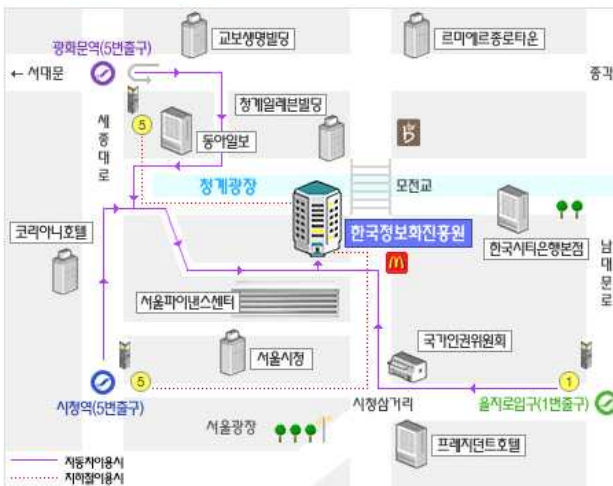 교보생명빌딩
르미에르종로타운
광화문역(5번출구)
← 서대문
종각
청계일레븐빌딩
5
동아일보
세종대로
청계광장
모전교
코리아니호텔
한국정보화진흥원
한국시티은행본점
남대문로
서울파이낸스센터
국가인권위원회
서울시청
5
1
시청역(5번출구)
시청삼거리
을지로입구(1번출구)
서울광장
프레지던트호텔
자동차이용시
지하철이용시